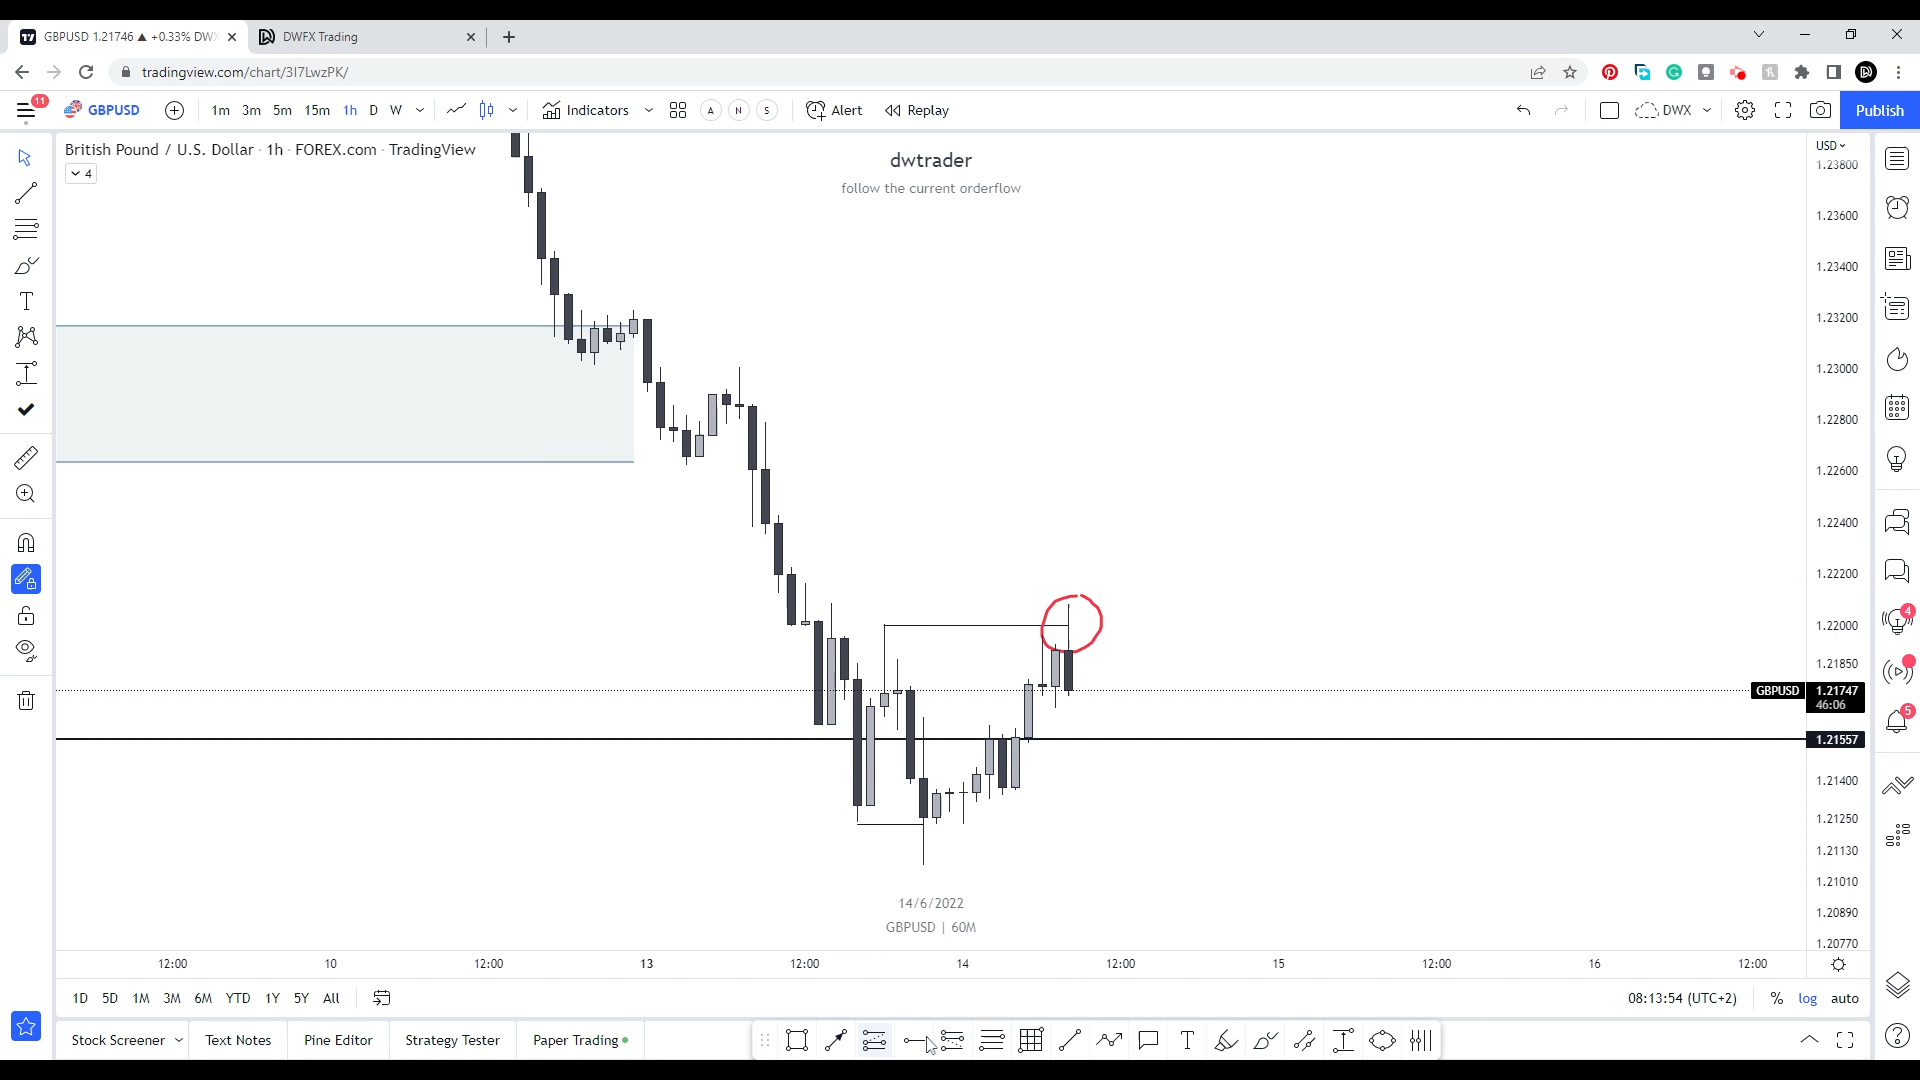 GBPUSD 1.21746 ▲ +0.33% DWX
DWFX Trading
tradingview.com/chart/3I7LwzPK/
11
GBPUSD
1m 3m 5m 15m 1h D W
Indicators
A N S
Alert
Replay
DWX
Publish
British Pound / U.S. Dollar · 1h · FOREX.com · TradingView
4
dwtrader
follow the current orderflow
USD
1.23800
1.23600
1.23400
1.23200
1.23000
1.22800
1.22600
1.22400
1.22200
1.22000
1.21850
GBPUSD 1.21747
46:06
1.21557
1.21400
1.21250
1.21130
1.21010
1.20890
1.20770
4
5
14/6/2022
GBPUSD | 60M
12:00 10 12:00 13 12:00 14 12:00 15 12:00 16 12:00
1D 5D 1M 3M 6M YTD 1Y 5Y All
08:13:54 (UTC+2) % log auto
Stock Screener Text Notes Pine Editor Strategy Tester Paper Trading